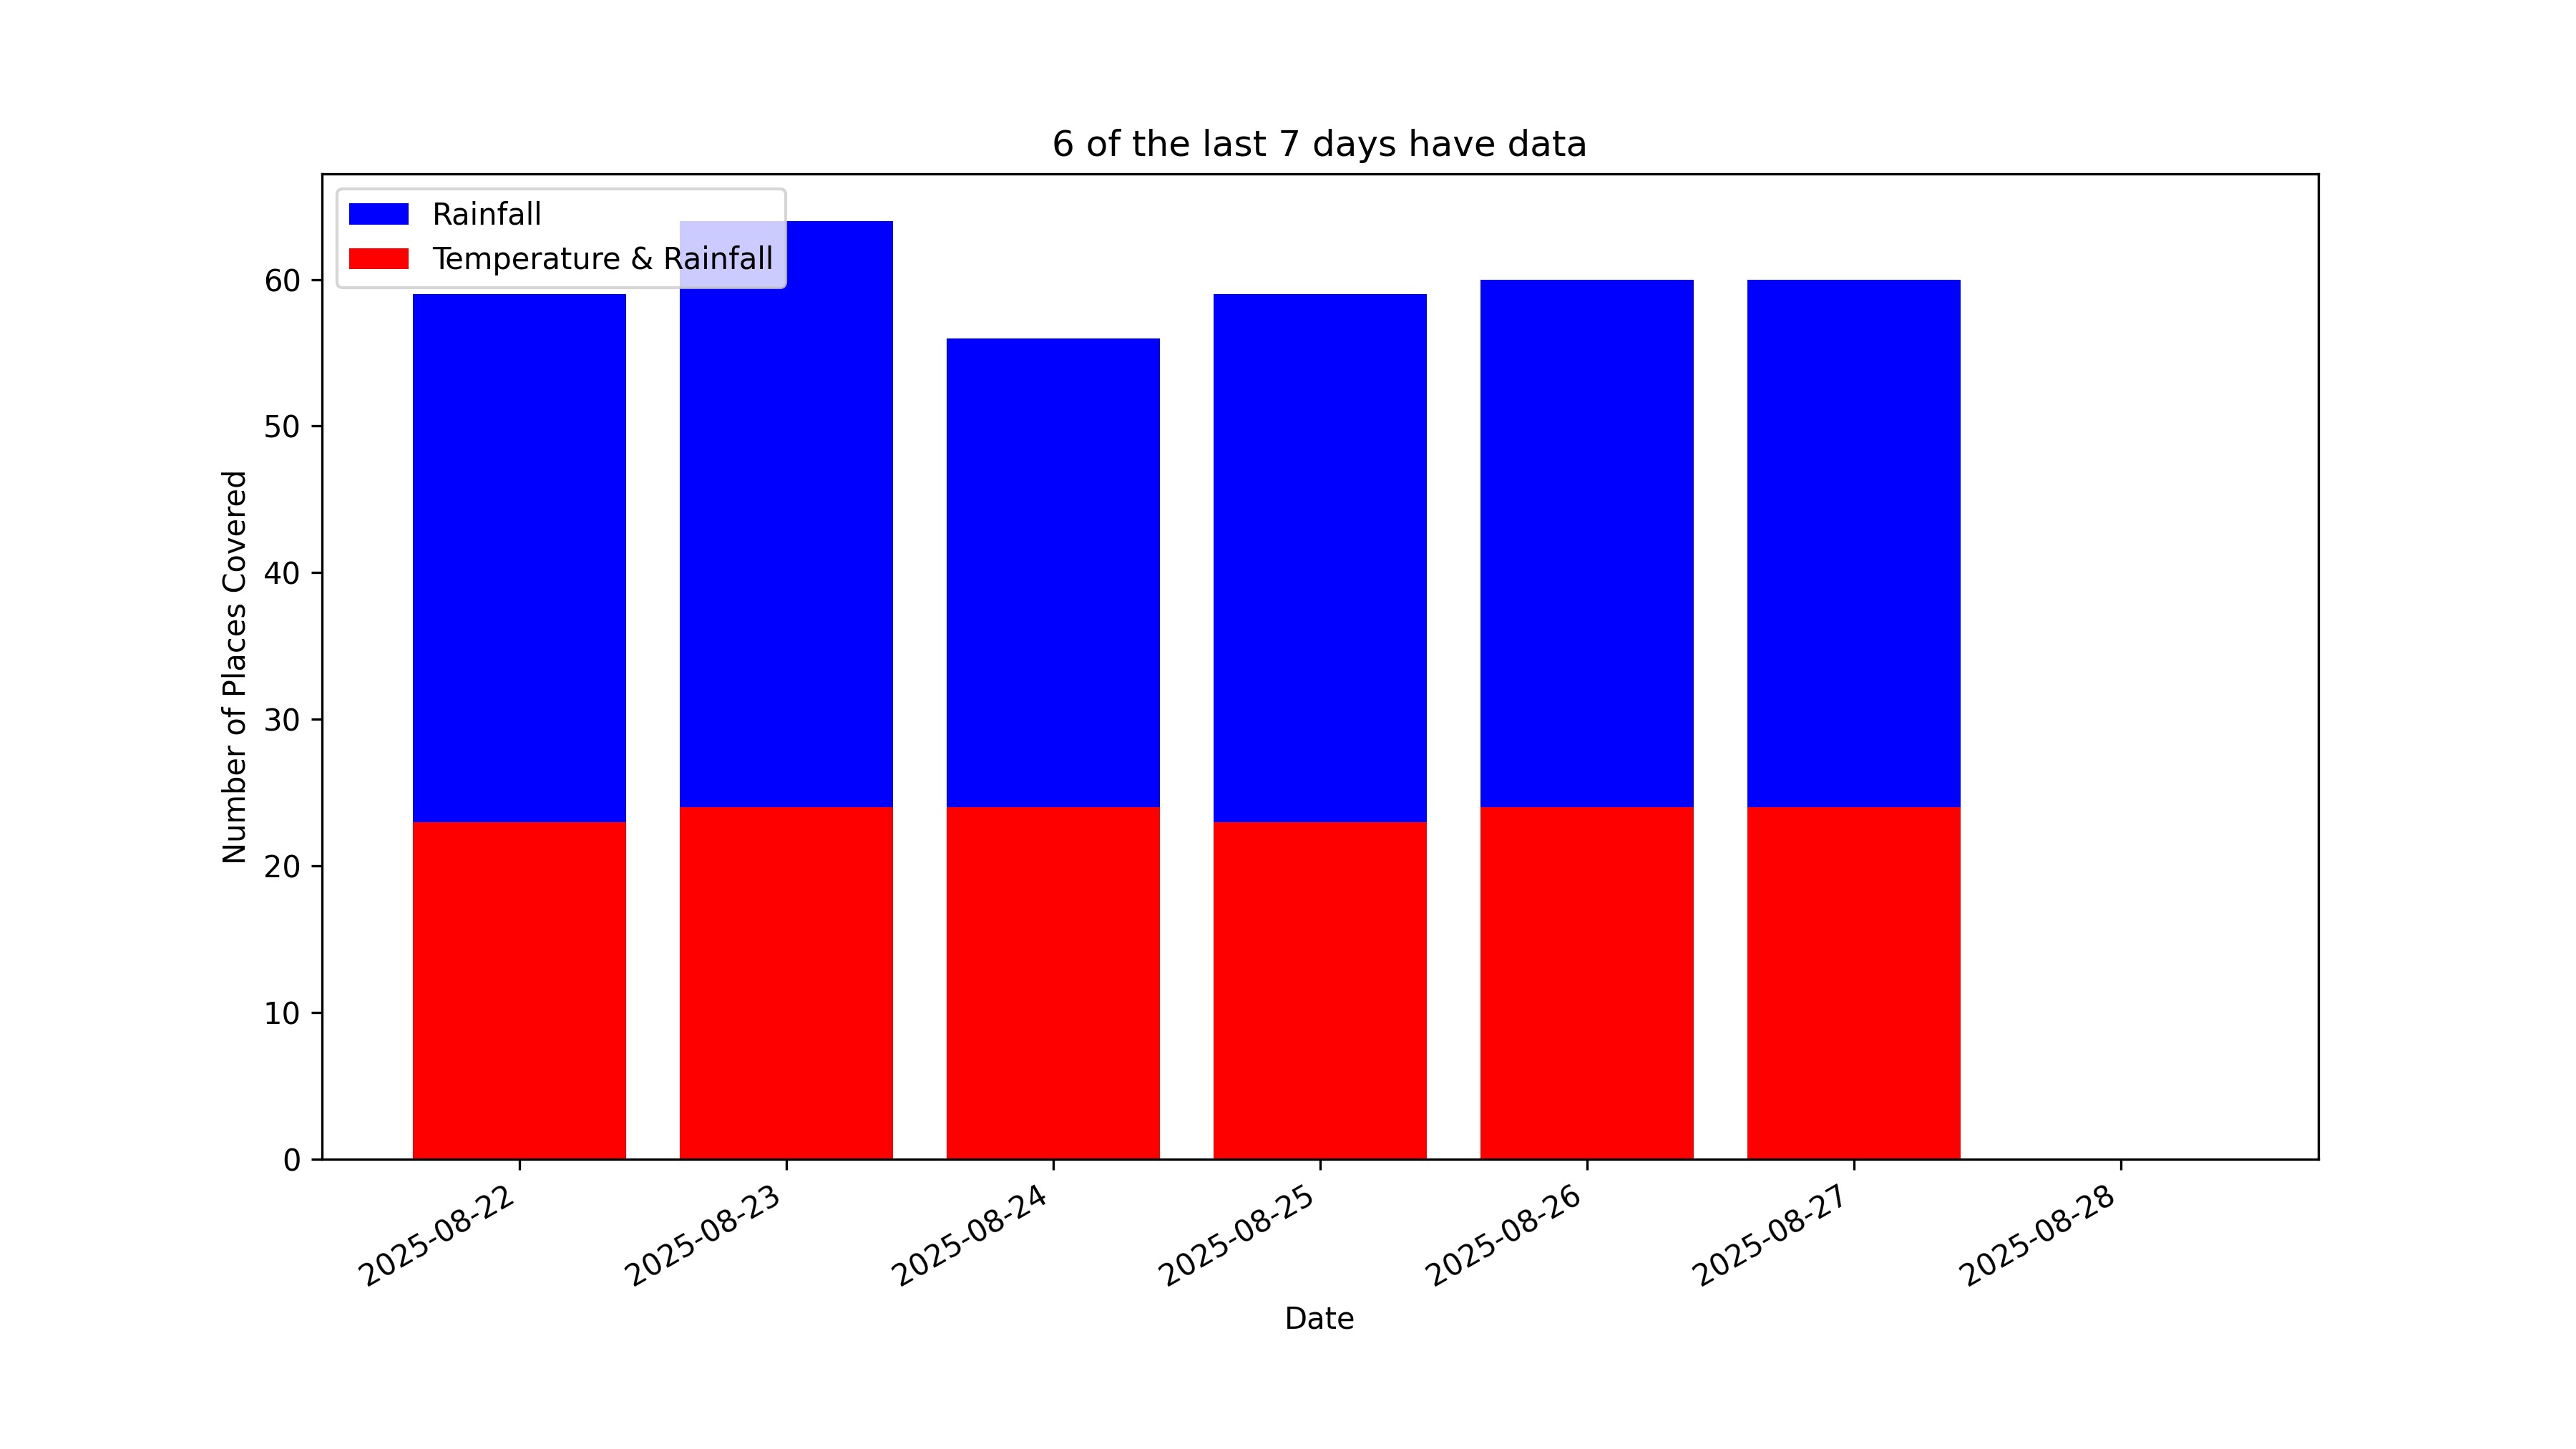 6 of the last 7 days have data
Rainfall
Temperature & Rainfall
Number of Places Covered
60
50
40
30
20
10
0
2025-08-22
2025-08-23
2025-08-24
2025-08-25
2025-08-26
2025-08-27
2025-08-28
Date